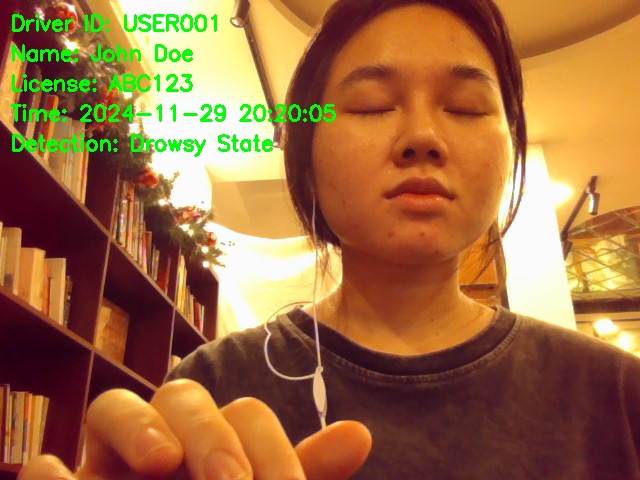 Driver ID: USER001
Name: John Doe
License: ABC123
Time: 2024-11-29 20:20:05
Detection: Drowsy State